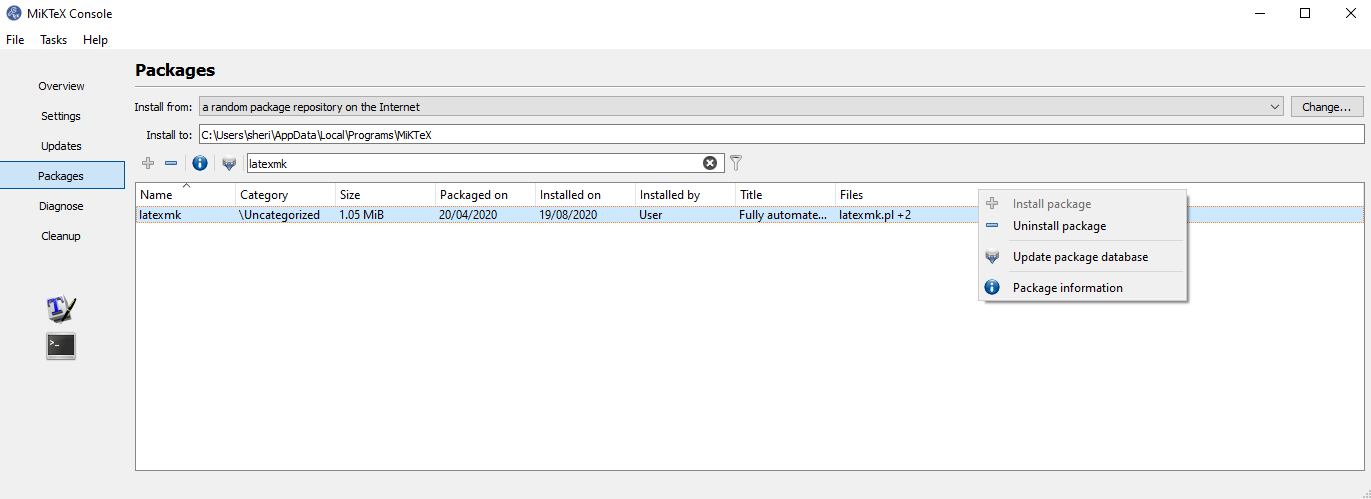 MiKTeX Console
File Tasks Help
Packages
Overview
Settings
Updates
Packages
Diagnose
Cleanup
Install from: a random package repository on the Internet Change...
Install to: C:\Users\sheri\AppData\Local\Programs\MiKTeX
latexmk
Name Category Size Packaged on Installed on Installed by Title Files
latexmk \Uncategorized 1.05 MiB 20/04/2020 19/08/2020 User Fully automate... latexmk.pl +2
Install package
Uninstall package
Update package database
Package information